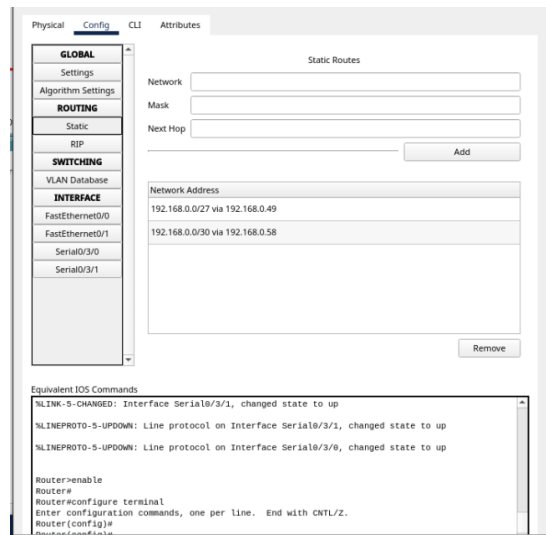 Physical Config CLI Attributes
GLOBAL
Settings
Algorithm Settings
ROUTING
Static
RIP
SWITCHING
VLAN Database
INTERFACE
FastEthernet0/0
FastEthernet0/1
Serial0/3/0
Serial0/3/1
Static Routes
Network
Mask
Next Hop
Add
Network Address
192.168.0.0/27 via 192.168.0.49
192.168.0.0/30 via 192.168.0.58
Remove
Equivalent IOS Commands
%LINK-5-CHANGED: Interface Serial0/3/1, changed state to up
%LINEPROTO-5-UPDOWN: Line protocol on Interface Serial0/3/1, changed state to up
%LINEPROTO-5-UPDOWN: Line protocol on Interface Serial0/3/0, changed state to up
Router>enable
Router#
Router#configure terminal
Enter configuration commands, one per line. End with CNTL/Z.
Router(config)#
Router(config)#